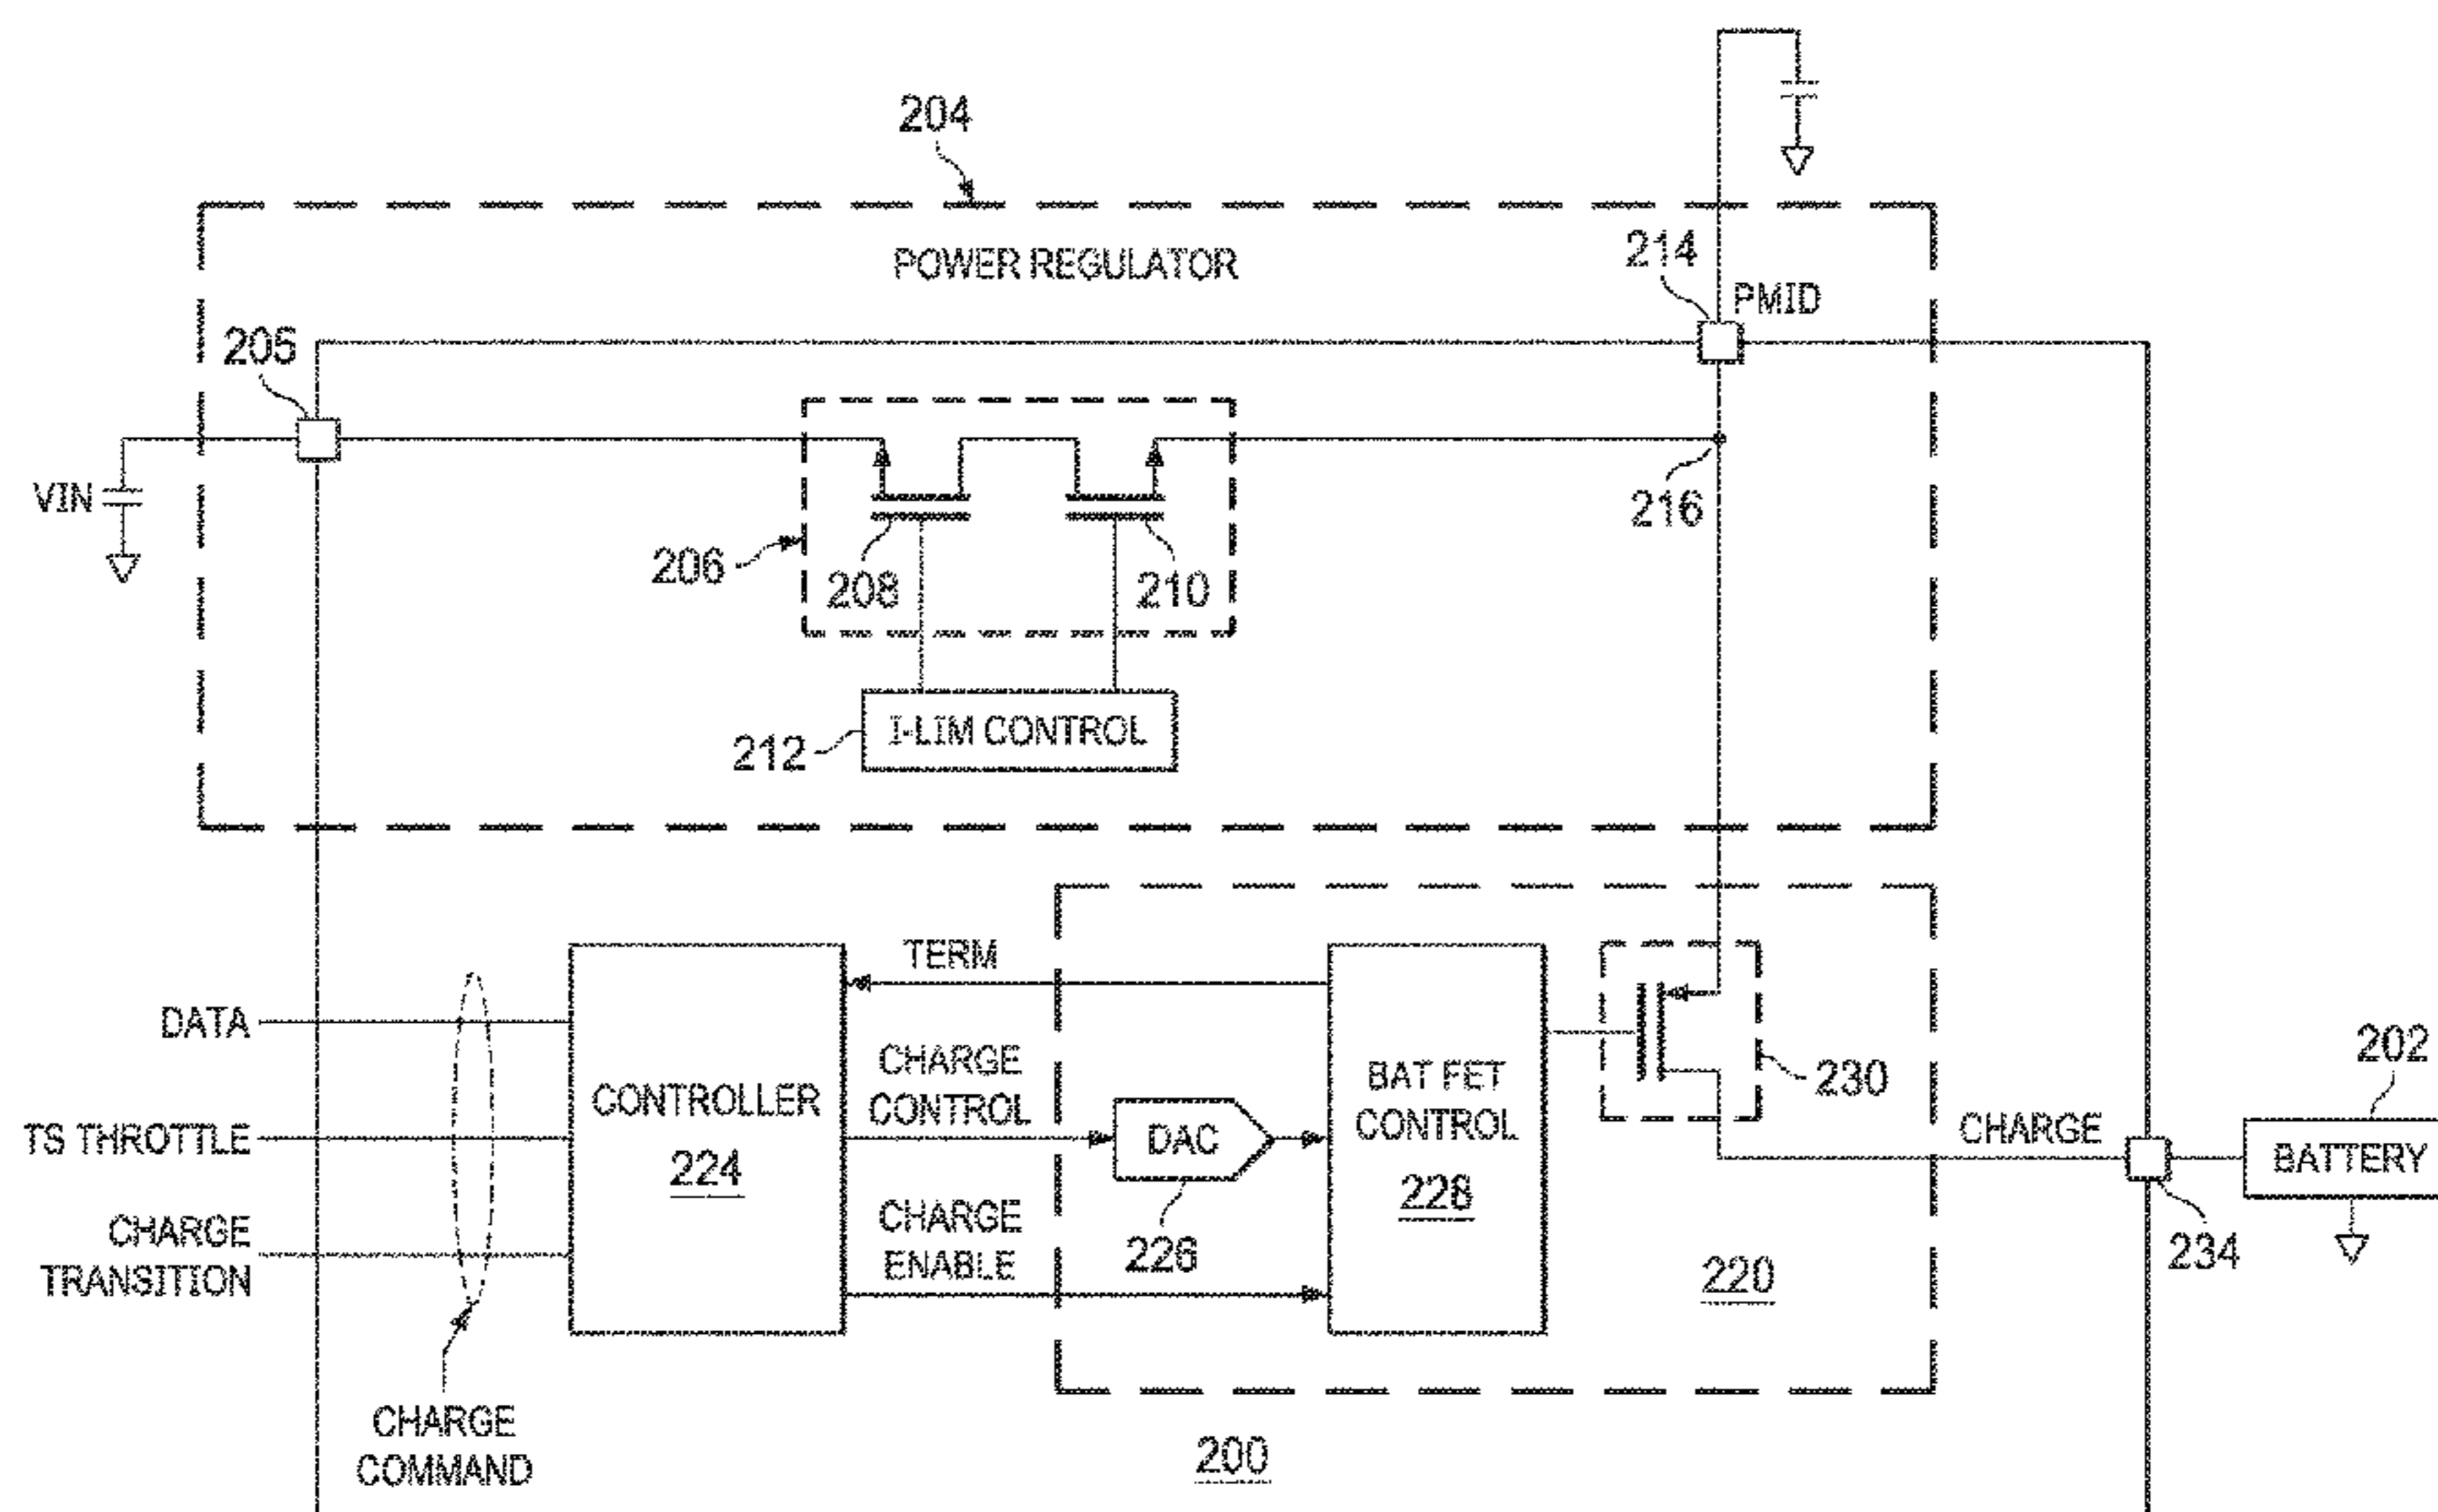 204
POWER REGULATOR
214
PMID
205
VIN
206
208
210
216
212
I-LIM CONTROL
TERM
DATA
CHARGE
CONTROL
BAT FET
CONTROL
228
230
202
CONTROLLER
224
TS THROTTLE
DAC
CHARGE
BATTERY
CHARGE
TRANSITION
CHARGE
ENABLE
226
220
234
CHARGE
COMMAND
200